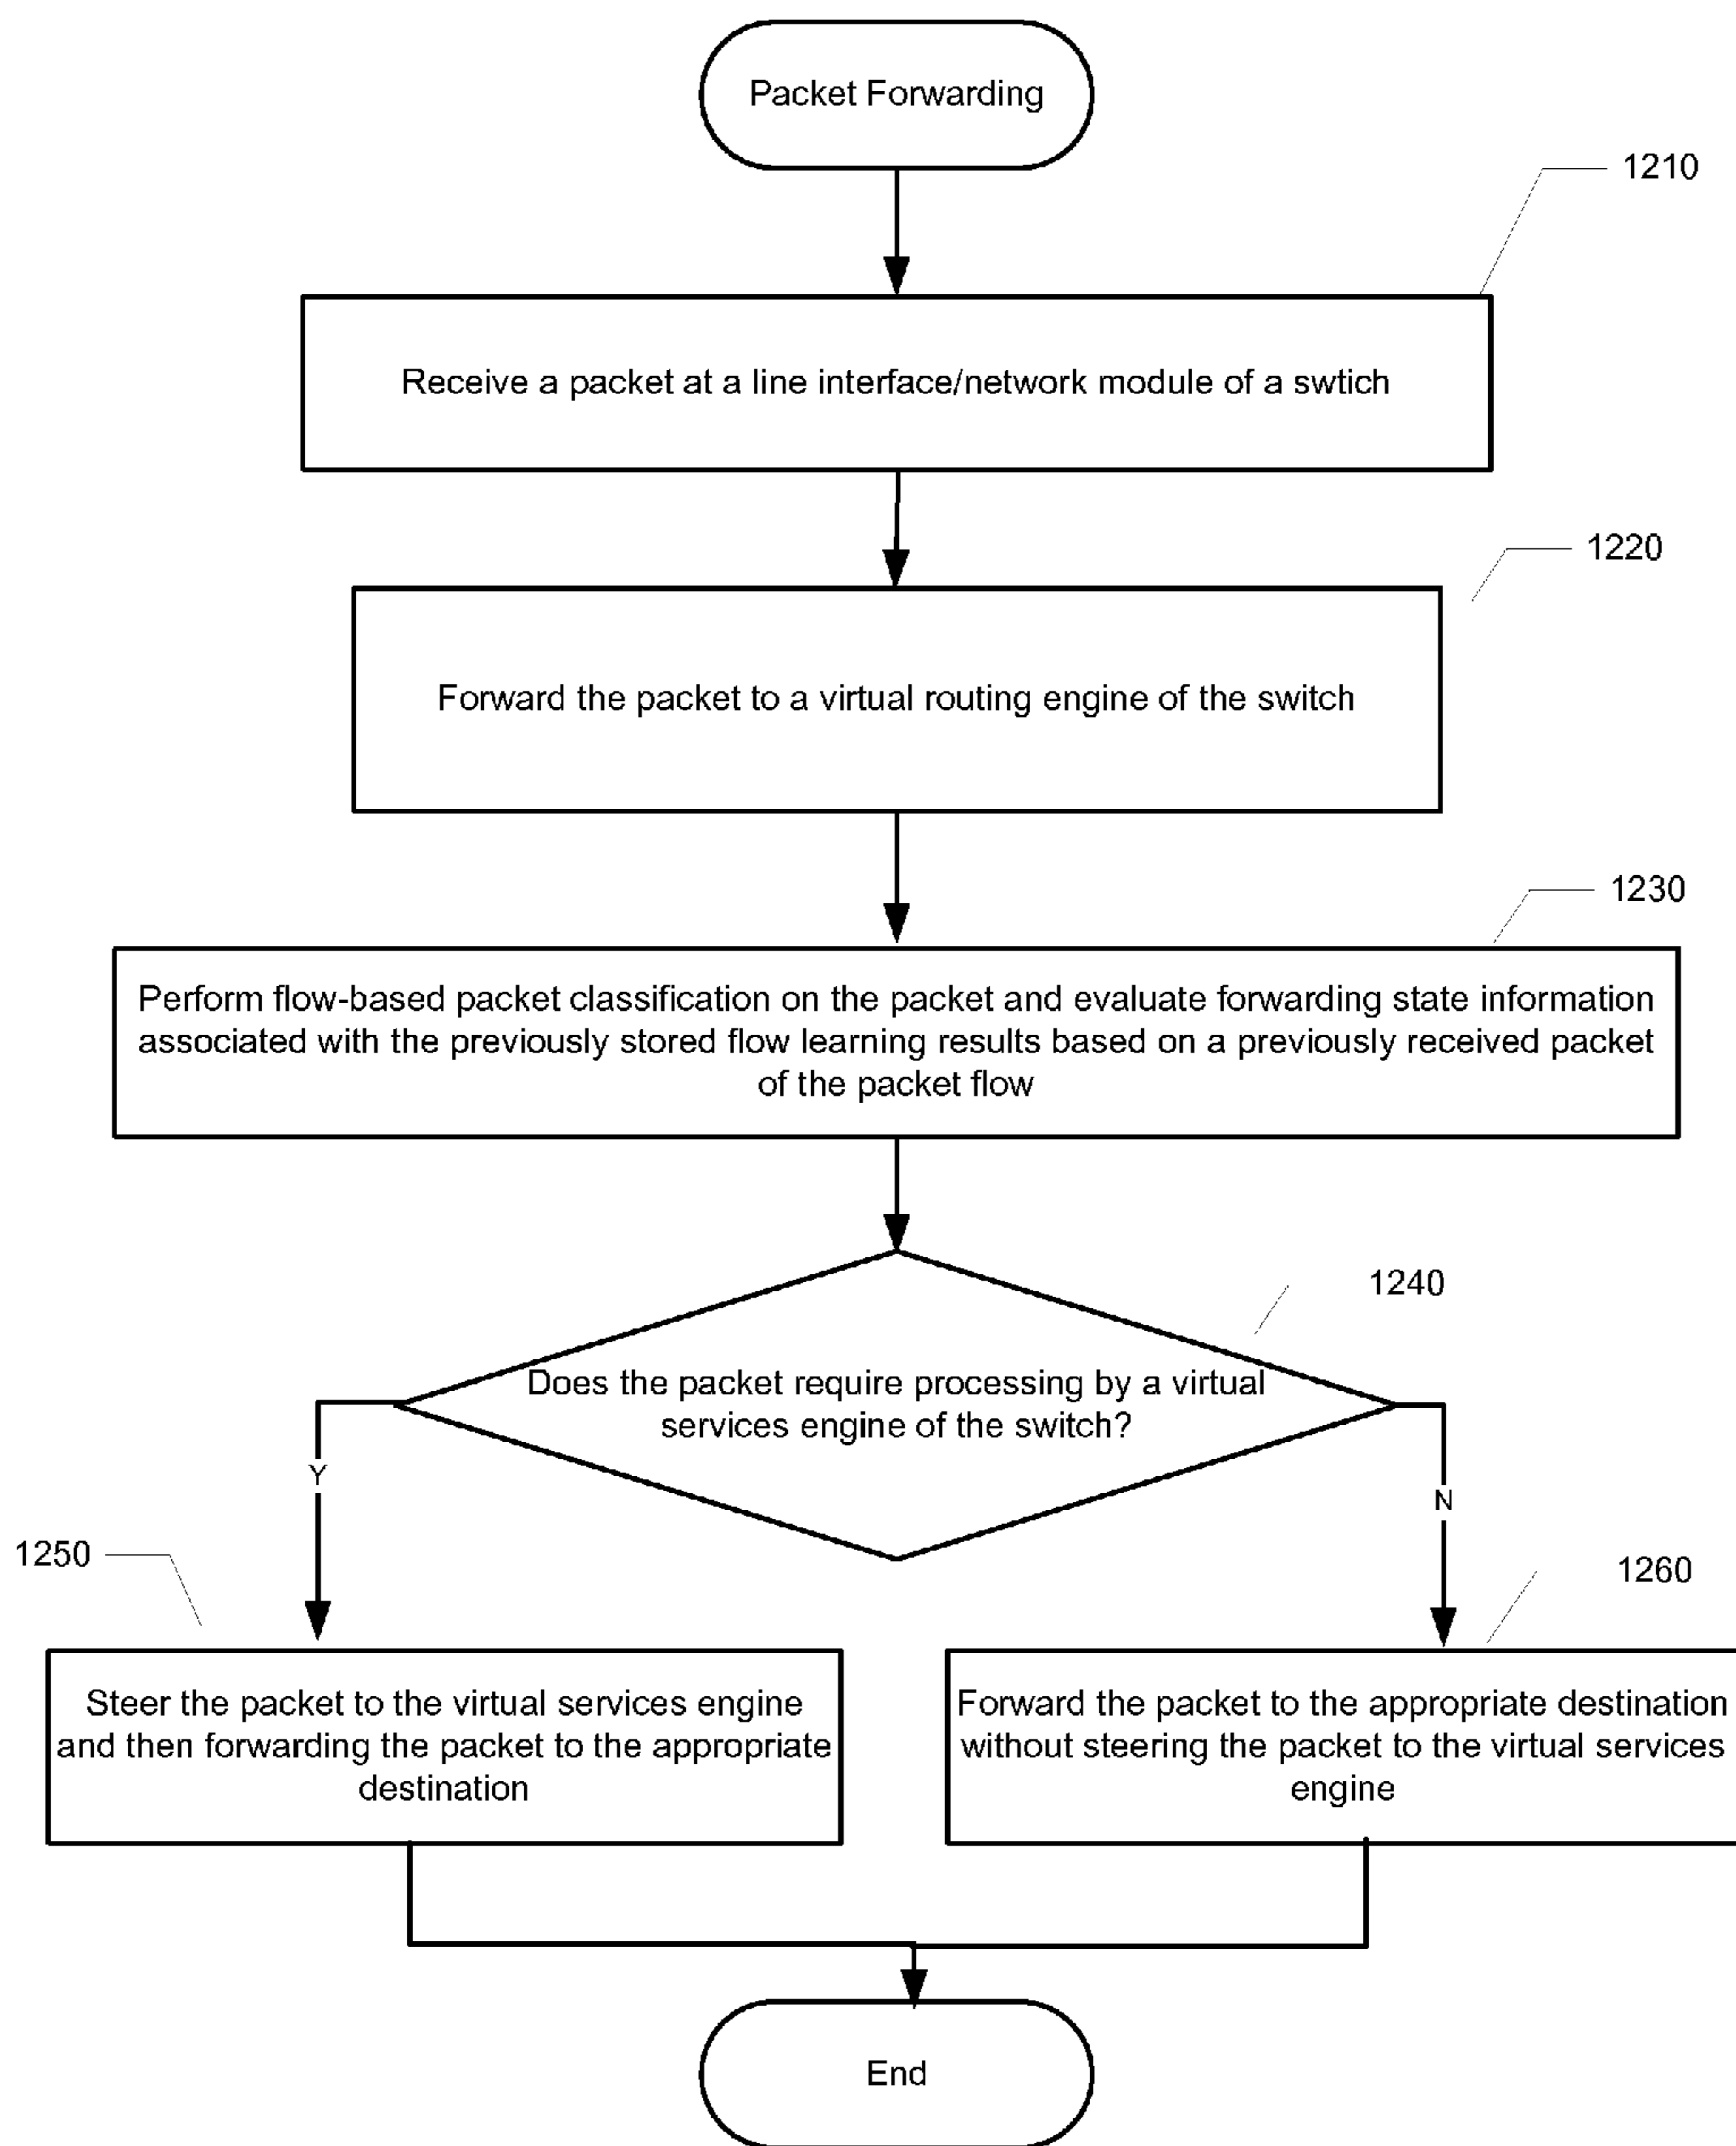 Packet Forwarding
1210
Receive a packet at a line interface/network module of a swtich
1220
Forward the packet to a virtual routing engine of the switch
1230
Perform flow-based packet classification on the packet and evaluate forwarding state information
associated with the previously stored flow learning results based on a previously received packet
of the packet flow
1240
Does the packet require processing by a virtual
services engine of the switch?
Y
N
1250
Steer the packet to the virtual services engine
and then forwarding the packet to the appropriate
destination
1260
Forward the packet to the appropriate destination
without steering the packet to the virtual services
engine
End